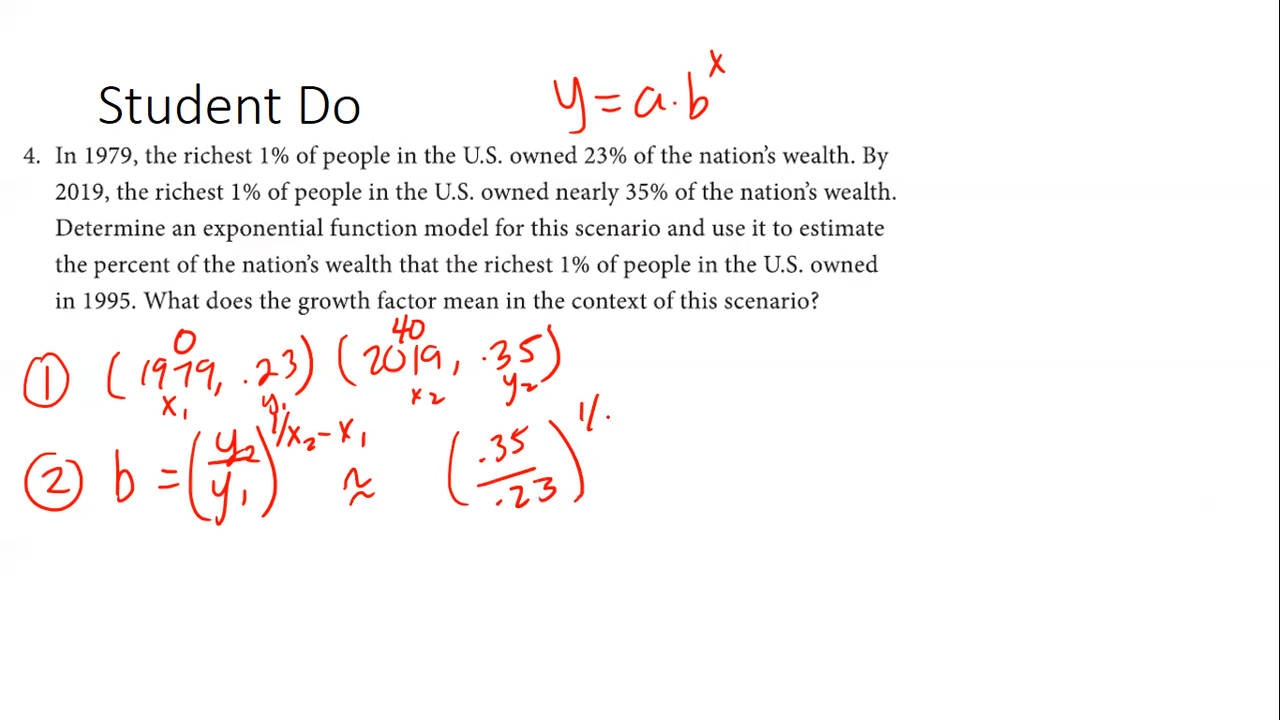 Student Do
y = a · b^x
4. In 1979, the richest 1% of people in the U.S. owned 23% of the nation's wealth. By
2019, the richest 1% of people in the U.S. owned nearly 35% of the nation's wealth.
Determine an exponential function model for this scenario and use it to estimate
the percent of the nation's wealth that the richest 1% of people in the U.S. owned
in 1995. What does the growth factor mean in the context of this scenario?
0 40
① (1979, .23) (2019, .35)
x₁ y₁ x₂ y₂
② b = (y₂/y₁)^1/x₂-x₁ ≈ (.35/.23)^1/.